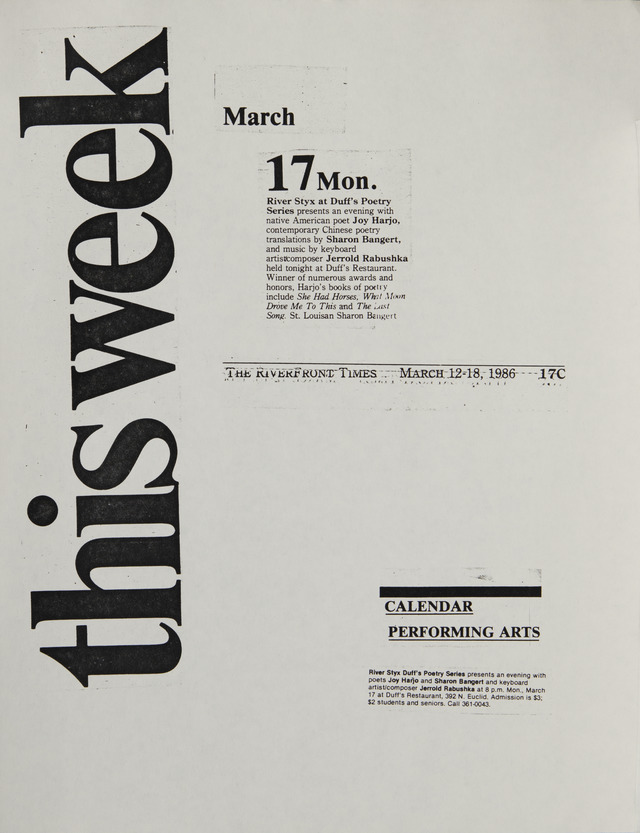 this week
March
17 Mon.
River Styx at Duff's Poetry
Series presents an evening with
native American poet Joy Harjo,
contemporary Chinese poetry
translations by Sharon Bangert,
and music by keyboard
artist/composer Jerrold Rabushka
held tonight at Duff's Restaurant.
Winner of numerous awards and
honors, Harjo's books of poetry
include She Had Horses, What Moon
Drove Me To This and The Last
Song. St. Louisan Sharon Bangert
THE RIVERFRONT TIMES MARCH 12-18, 1986 17C
CALENDAR
PERFORMING ARTS
River Styx Duff's Poetry Series presents an evening with
poets Joy Harjo and Sharon Bangert and keyboard
artist/composer Jerrold Rabushka at 8 p.m. Mon., March
17 at Duff's Restaurant, 392 N. Euclid. Admission is $3;
$2 students and seniors. Call 361-0043.